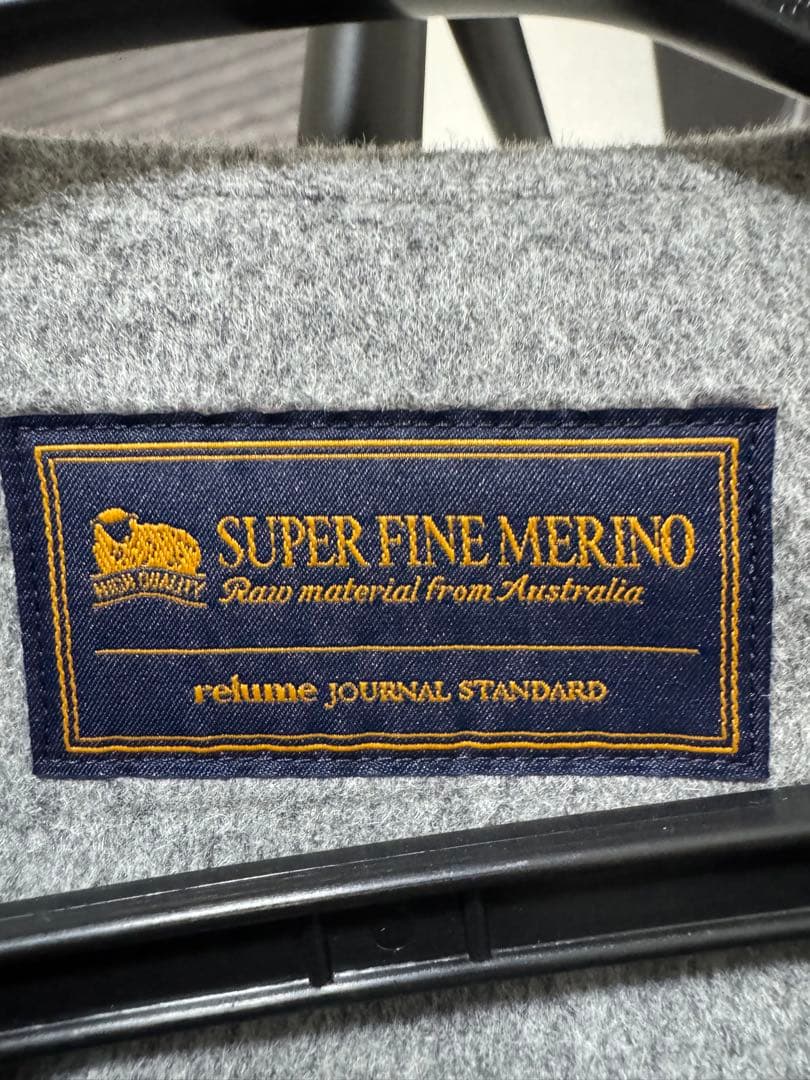 SUPER FINE MERINO
HIGH QUALITY
Raw material from Australia
relume JOURNAL STANDARD